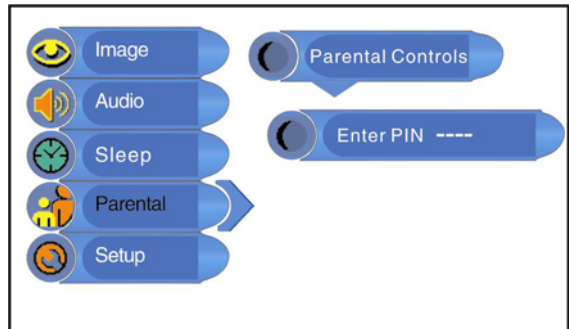 Image
Audio
Sleep
Parental
Setup
Parental Controls
Enter PIN ----